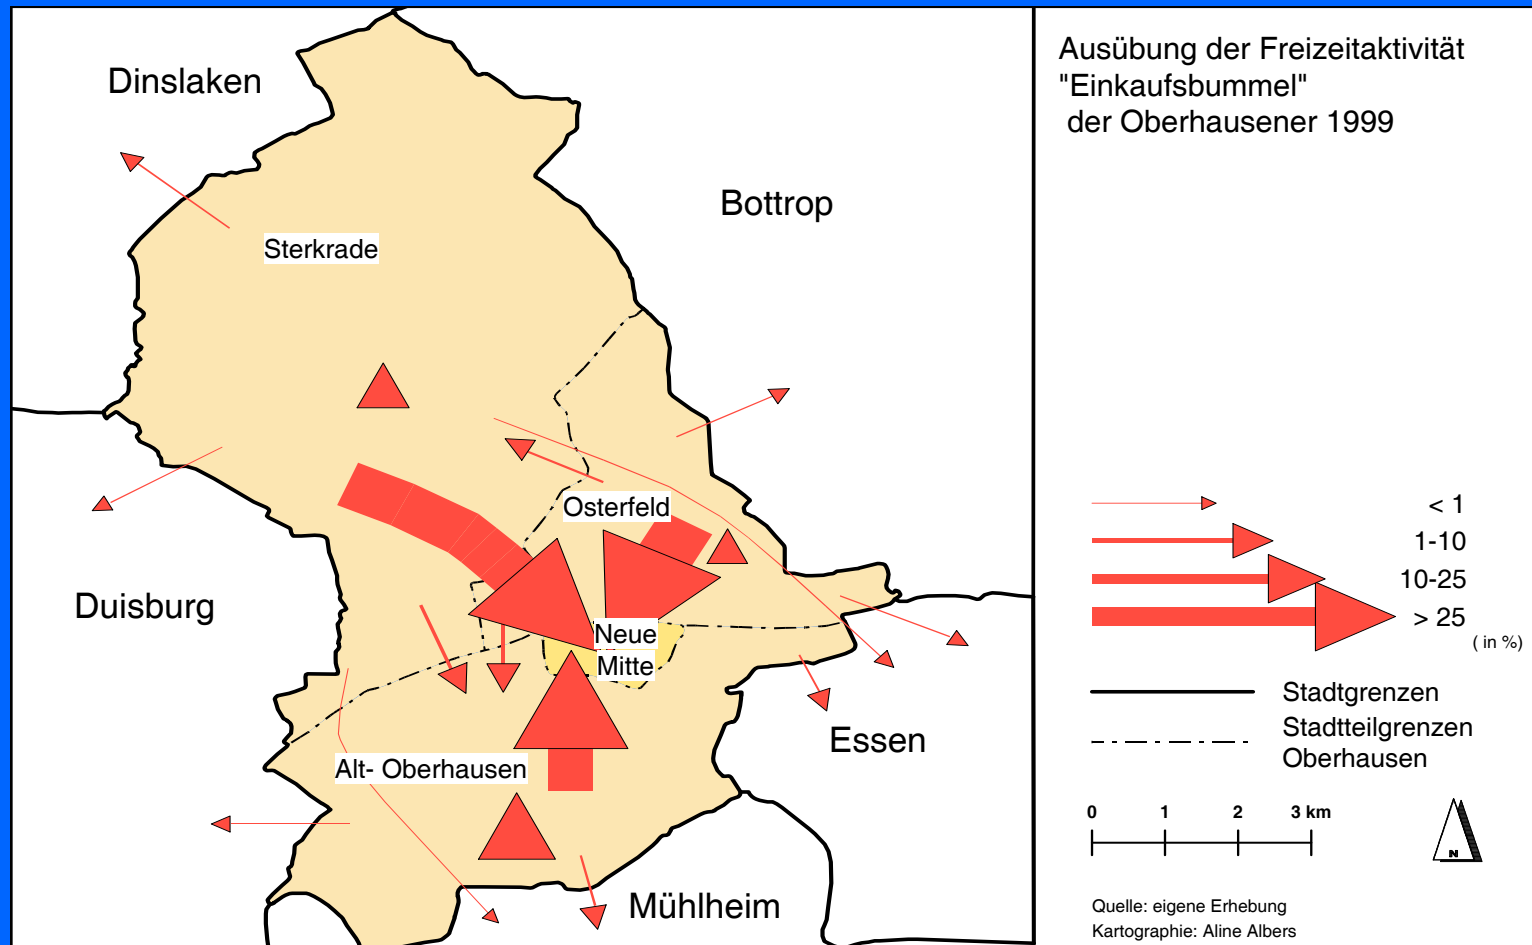 Ausübung der Freizeitaktivität
"Einkaufsbummel"
der Oberhausener 1999
Dinslaken
Bottrop
Sterkrade
Osterfeld
Duisburg
Neue
Mitte
Essen
Alt- Oberhausen
Mühlheim
< 1
1-10
10-25
> 25
( in %)
Stadtgrenzen
Stadtteilgrenzen
Oberhausen
0 1 2 3 km
N
Quelle: eigene Erhebung
Kartographie: Aline Albers